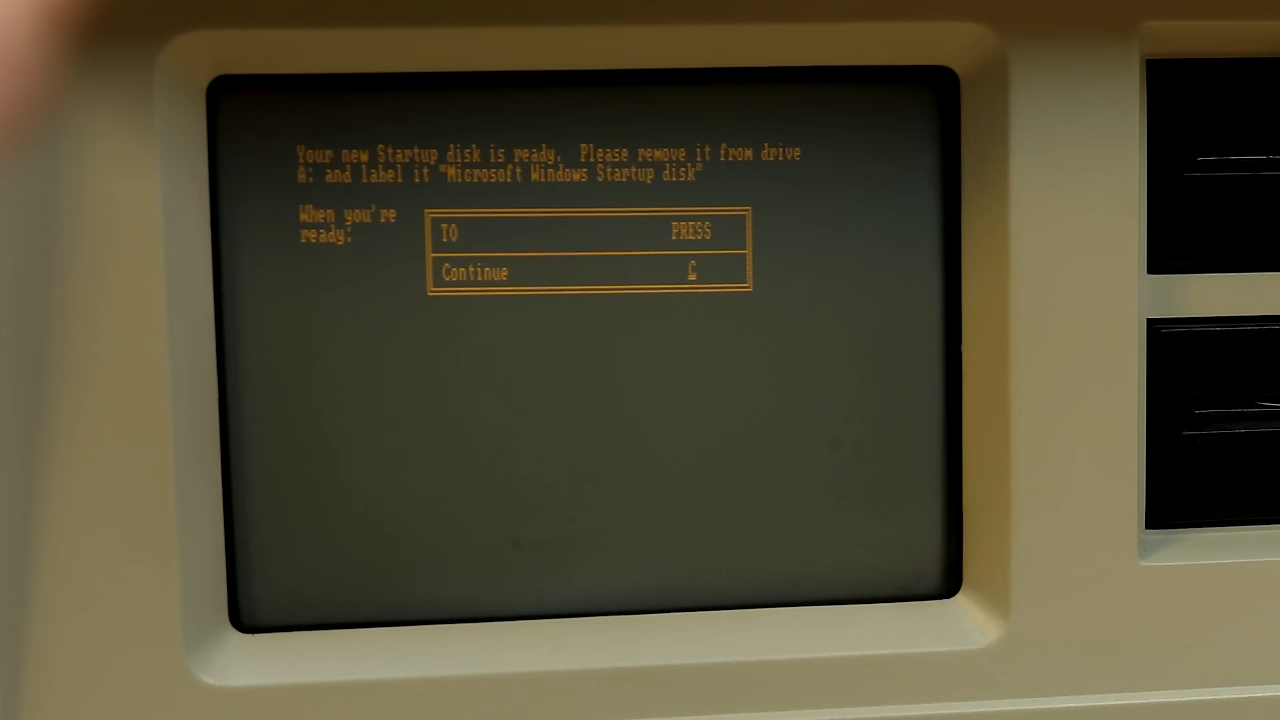 Your new Startup disk is ready.  Please remove it from drive
A: and label it "Microsoft Windows Startup disk"
When you're
ready:
TO PRESS
Continue C